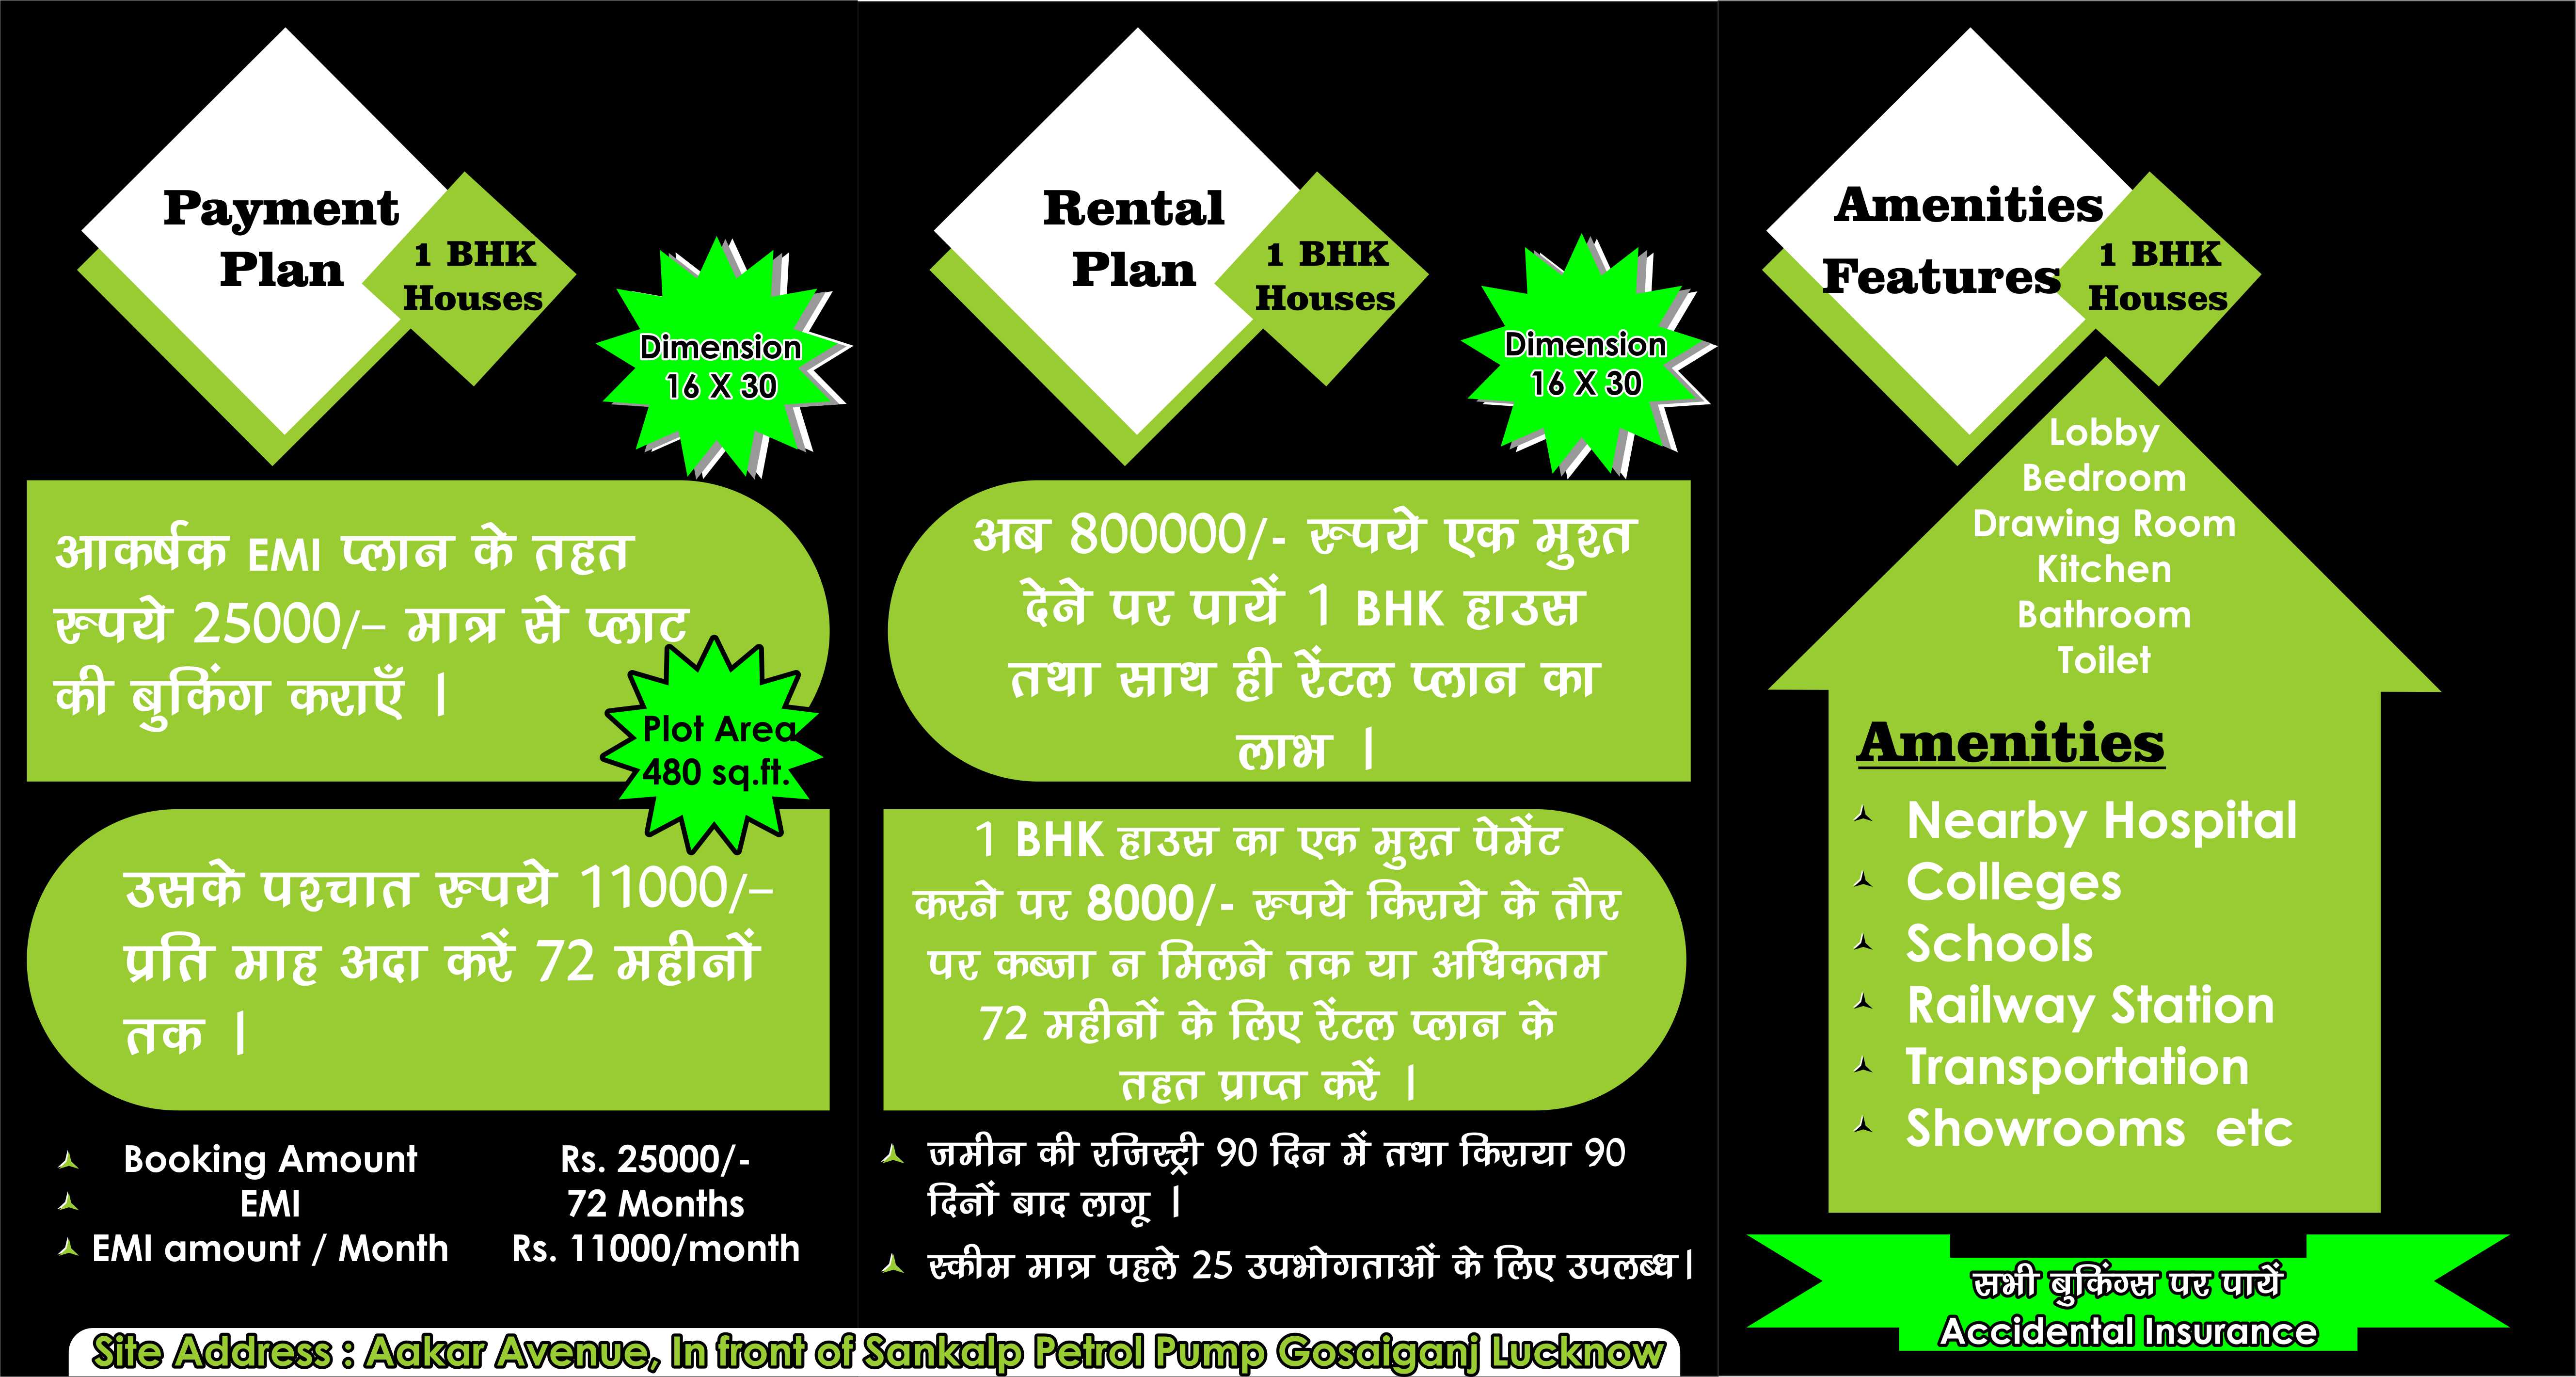 Payment
Plan
1 BHK
Houses
Dimension
16 X 30
आकर्षक EMI प्लान के तहत
रूपये 25000/– मात्र से प्लाट
की बुकिंग कराएँ ।
Plot Area
480 sq.ft.
उसके पश्चात रूपये 11000/–
प्रति माह अदा करें 72 महीनों
तक ।
Booking Amount Rs. 25000/-
EMI 72 Months
EMI amount / Month Rs. 11000/month
Rental
Plan
1 BHK
Houses
Dimension
16 X 30
अब 800000/- रूपये एक मुश्त
देने पर पायें 1 BHK हाउस
तथा साथ ही रेंटल प्लान का
लाभ ।
1 BHK हाउस का एक मुश्त पेमेंट
करने पर 8000/- रूपये किराये के तौर
पर कब्जा न मिलने तक या अधिकतम
72 महीनों के लिए रेंटल प्लान के
तहत प्राप्त करें ।
जमीन की रजिस्ट्री 90 दिन में तथा किराया 90
दिनों बाद लागू ।
स्कीम मात्र पहले 25 उपभोगताओं के लिए उपलब्ध।
Amenities
Features
1 BHK
Houses
Lobby
Bedroom
Drawing Room
Kitchen
Bathroom
Toilet
Amenities
Nearby Hospital
Colleges
Schools
Railway Station
Transportation
Showrooms etc
सभी बुकिंग्स पर पायें
Accidental Insurance
Site Address : Aakar Avenue, In front of Sankalp Petrol Pump Gosaiganj Lucknow